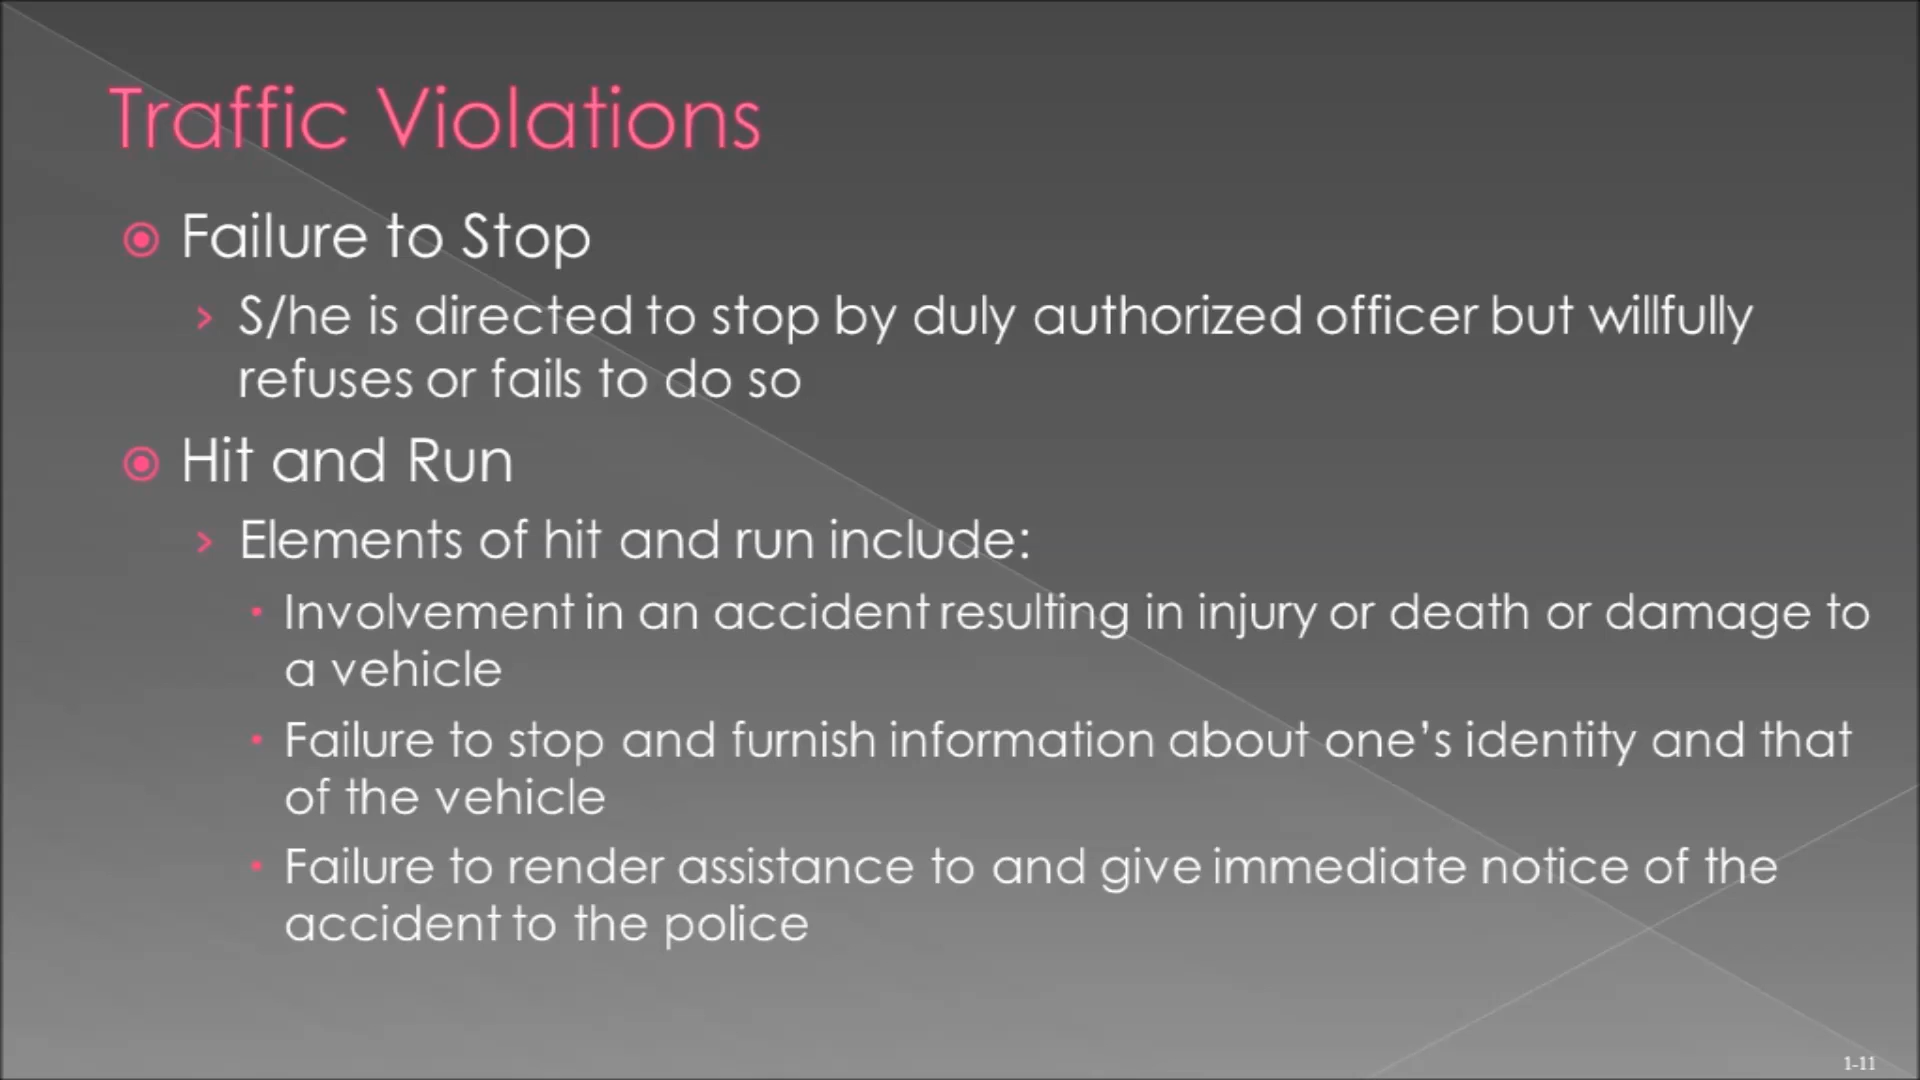 Traffic Violations
Failure to Stop
S/he is directed to stop by duly authorized officer but willfully
refuses or fails to do so
Hit and Run
Elements of hit and run include:
Involvement in an accident resulting in injury or death or damage to
a vehicle
Failure to stop and furnish information about one’s identity and that
of the vehicle
Failure to render assistance to and give immediate notice of the
accident to the police
1-11